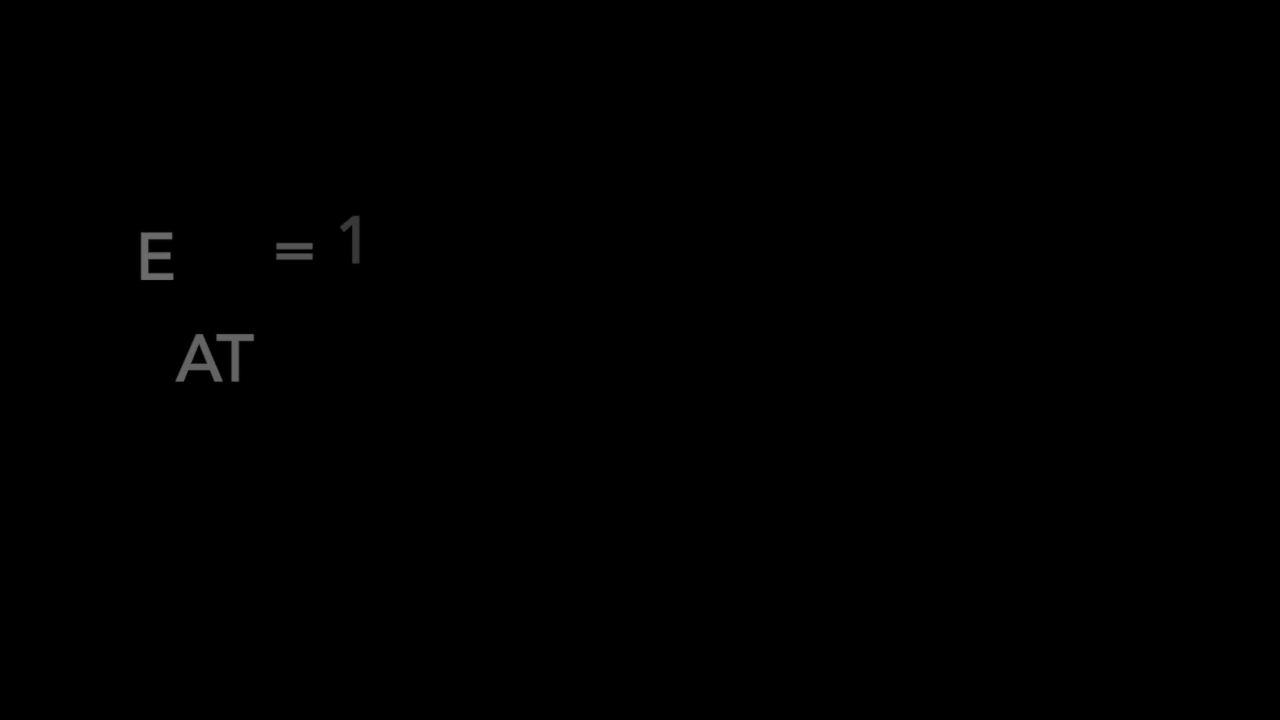 E = 1
AT